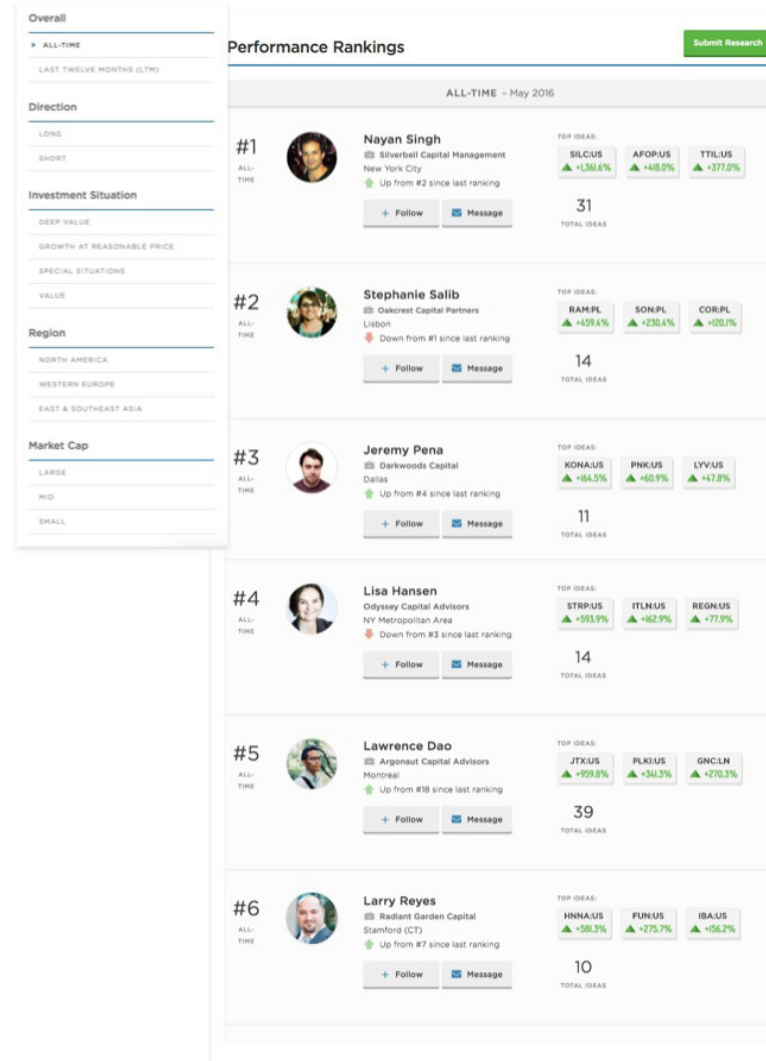 Overall
ALL-TIME
LAST TWELVE MONTHS (LTM)
Direction
LONG
SHORT
Investment Situation
DEEP VALUE
GROWTH AT REASONABLE PRICE
SPECIAL SITUATIONS
VALUE
Region
NORTH AMERICA
WESTERN EUROPE
EAST & SOUTHEAST ASIA
Market Cap
LARGE
MID
SMALL
Performance Rankings
Submit Research
ALL-TIME - May 2016
#1
ALL-
TIME
Nayan Singh
Silverbell Capital Management
New York City
Up from #2 since last ranking
+ Follow
Message
TOP IDEAS:
SILC:US AFOP:US TTIL:US
+1,361.6% +418.0% +377.0%
31
TOTAL IDEAS
#2
ALL-
TIME
Stephanie Salib
Oakcrest Capital Partners
Lisbon
Down from #1 since last ranking
+ Follow
Message
TOP IDEAS:
RAM:PL SON:PL COR:PL
+459.4% +230.4% +120.1%
14
TOTAL IDEAS
#3
ALL-
TIME
Jeremy Pena
Darkwoods Capital
Dallas
Up from #4 since last ranking
+ Follow
Message
TOP IDEAS:
KONA:US PNK:US LYV:US
+164.5% +60.9% +47.8%
11
TOTAL IDEAS
#4
ALL-
TIME
Lisa Hansen
Odyssey Capital Advisors
NY Metropolitan Area
Down from #3 since last ranking
+ Follow
Message
TOP IDEAS:
STRP:US ITLN:US REGN:US
+593.9% +162.9% +77.9%
14
TOTAL IDEAS
#5
ALL-
TIME
Lawrence Dao
Argonaut Capital Advisors
Montreal
Up from #18 since last ranking
+ Follow
Message
TOP IDEAS:
JTX:US PLKI:US GNC:LN
+959.8% +341.3% +270.3%
39
TOTAL IDEAS
#6
ALL-
TIME
Larry Reyes
Radiant Garden Capital
Stamford (CT)
Up from #7 since last ranking
+ Follow
Message
TOP IDEAS:
HNNA:US FUN:US IBA:US
+581.3% +275.7% +156.2%
10
TOTAL IDEAS